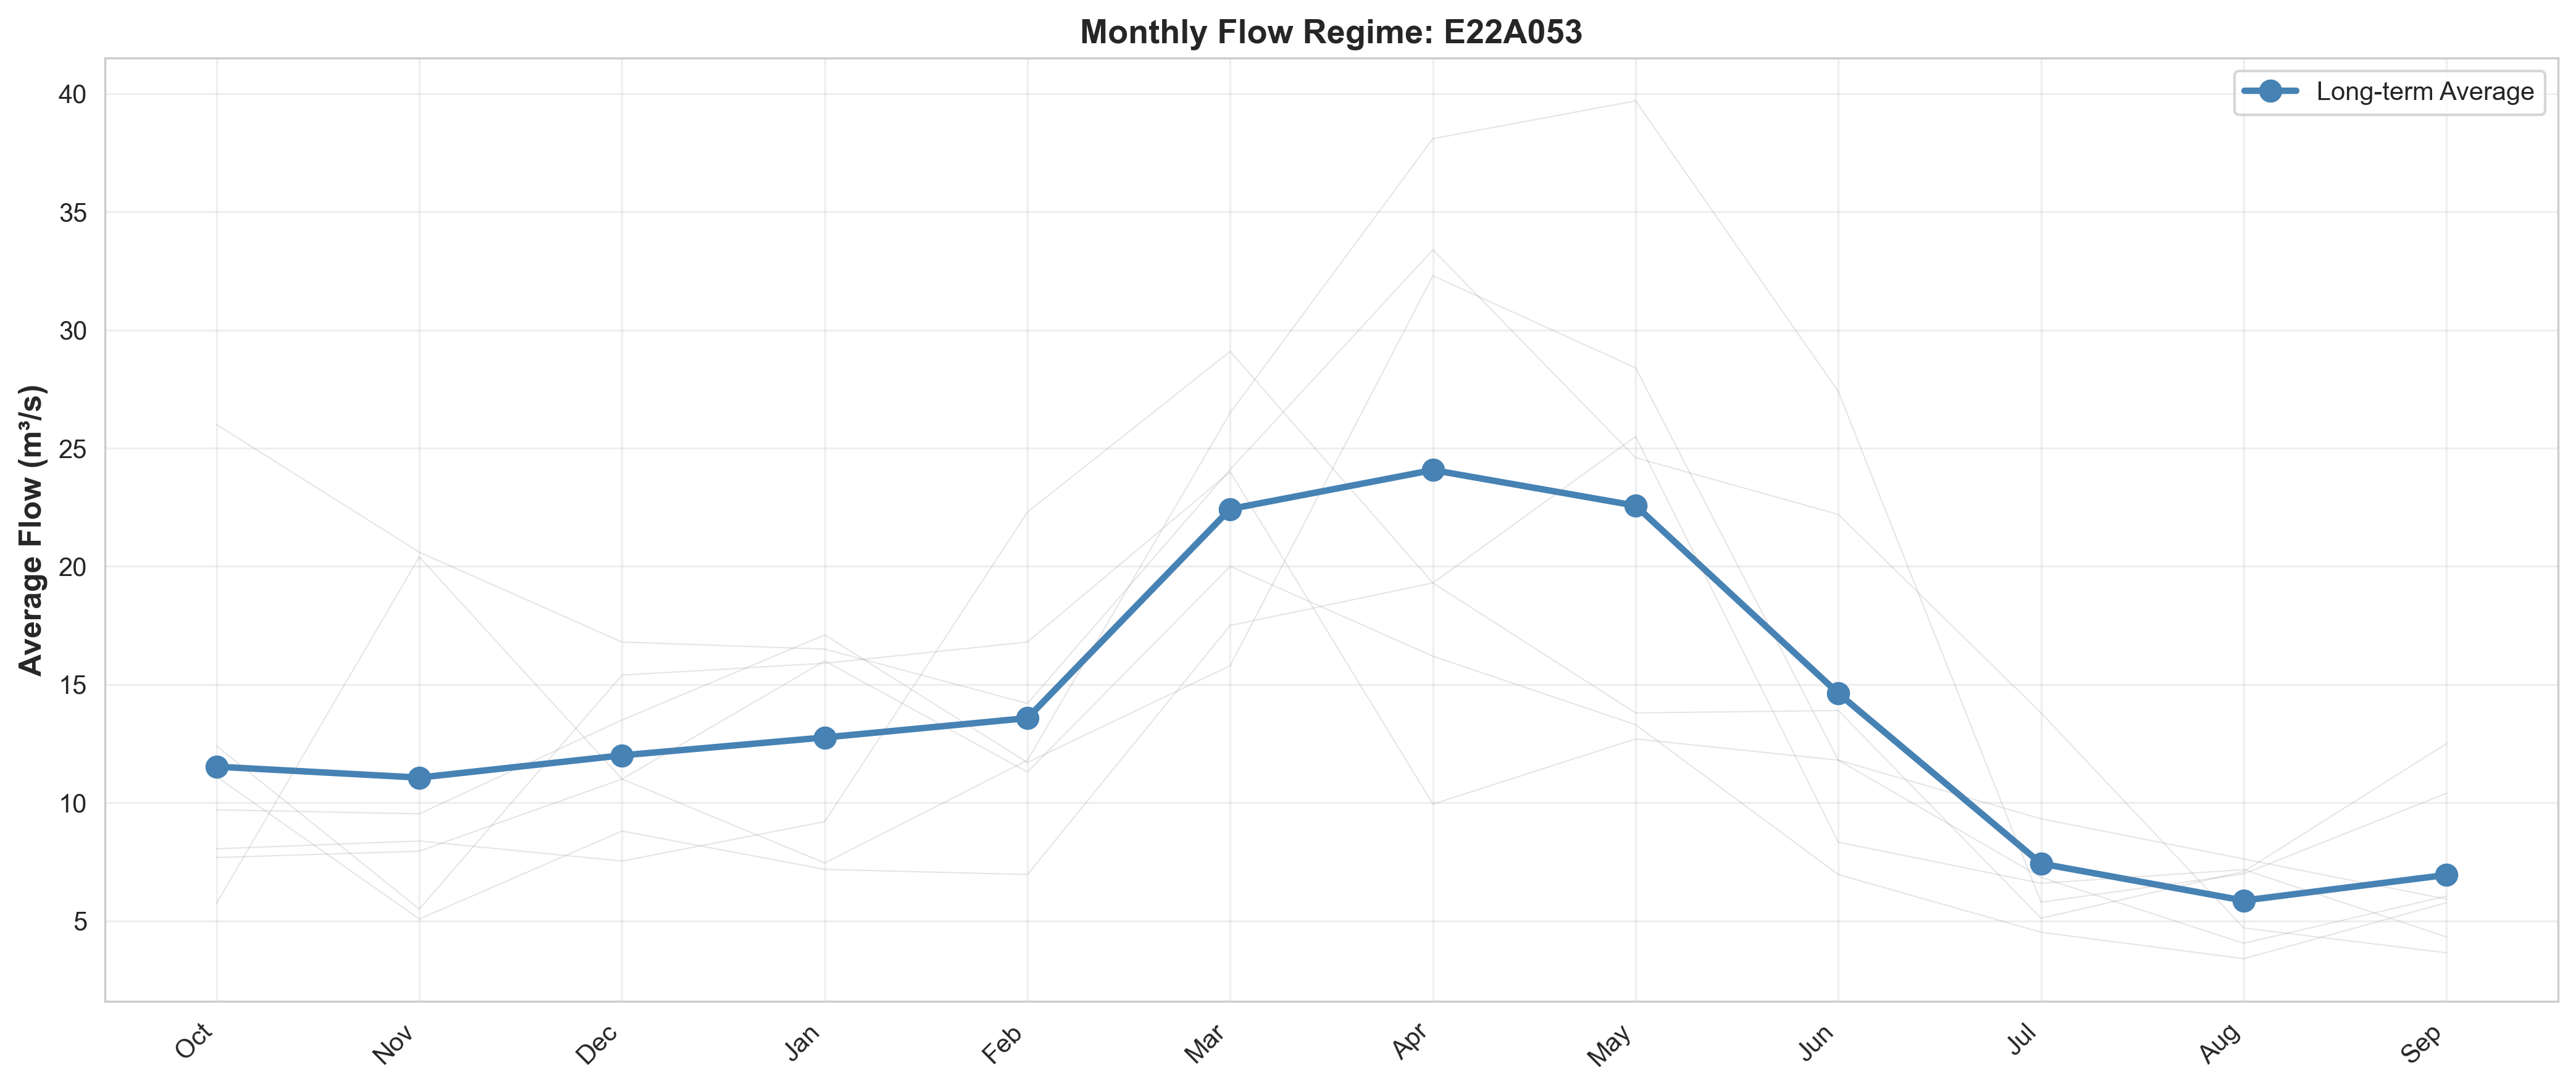 Monthly Flow Regime: E22A053
Long-term Average
Average Flow (m³/s)
40
35
30
25
20
15
10
5
Oct
Nov
Dec
Jan
Feb
Mar
Apr
May
Jun
Jul
Aug
Sep